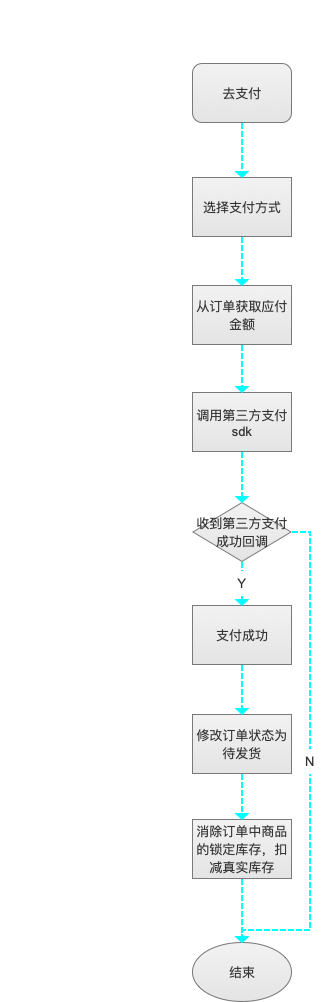 去支付
选择支付方式
从订单获取应付
金额
调用第三方支付
sdk
收到第三方支付
成功回调
Y
支付成功
修改订单状态为
待发货
N
消除订单中商品
的锁定库存，扣
减真实库存
结束